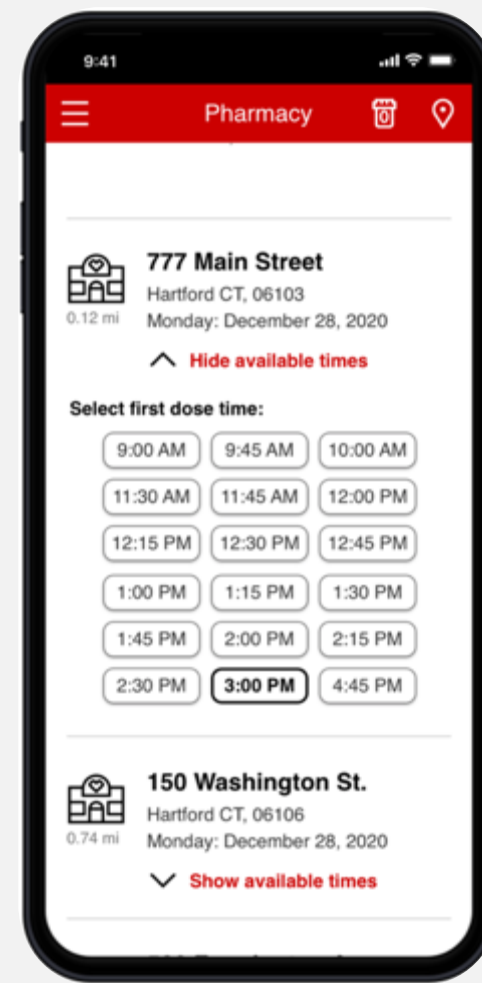 9:41
Pharmacy
0
777 Main Street
Hartford CT, 06103
0.12 mi
Monday: December 28, 2020
Hide available times
Select first dose time:
9:00 AM 9:45 AM 10:00 AM
11:30 AM 11:45 AM 12:00 PM
12:15 PM 12:30 PM 12:45 PM
1:00 PM 1:15 PM 1:30 PM
1:45 PM 2:00 PM 2:15 PM
2:30 PM 3:00 PM 4:45 PM
150 Washington St.
Hartford CT, 06106
0.74 mi
Monday: December 28, 2020
Show available times